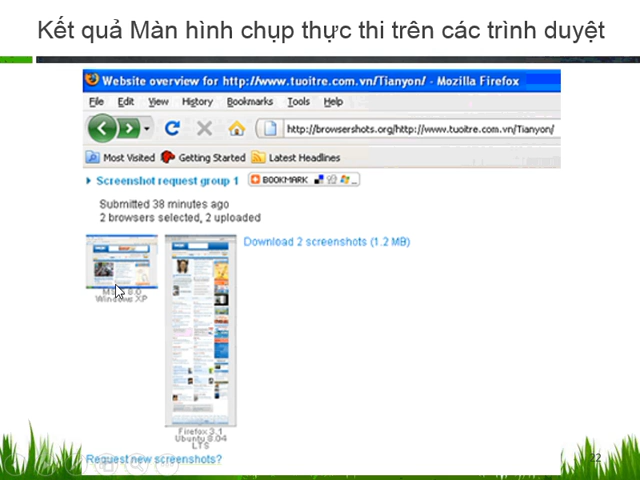 Kết quả Màn hình chụp thực thi trên các trình duyệt
Website overview for http://www.tuoitre.com.vn/Tianyon/ - Mozilla Firefox
File Edit View History Bookmarks Tools Help
http://browsershots.org/http://www.tuoitre.com.vn/Tianyon/
Most Visited Getting Started Latest Headlines
Screenshot request group 1 BOOKMARK
Submitted 38 minutes ago
2 browsers selected, 2 uploaded
Download 2 screenshots (1.2 MB)
8.0
Windows XP
Firefox 3.1
Ubuntu 8.04
LTS
Request new screenshots?
22